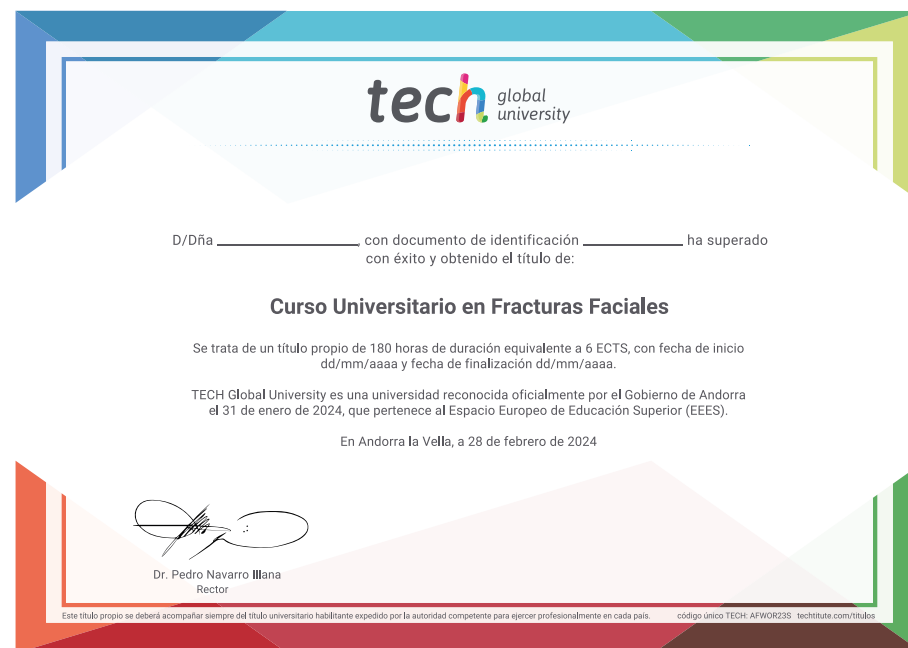 tech global
university
D/Dña ______________________, con documento de identificación ________________ ha superado
con éxito y obtenido el título de:
Curso Universitario en Fracturas Faciales
Se trata de un título propio de 180 horas de duración equivalente a 6 ECTS, con fecha de inicio
dd/mm/aaaa y fecha de finalización dd/mm/aaaa.
TECH Global University es una universidad reconocida oficialmente por el Gobierno de Andorra
el 31 de enero de 2024, que pertenece al Espacio Europeo de Educación Superior (EEES).
En Andorra la Vella, a 28 de febrero de 2024
Dr. Pedro Navarro Illana
Rector
Este título propio se deberá acompañar siempre del título universitario habilitante expedido por la autoridad competente para ejercer profesionalmente en cada país. código único TECH: AFWOR23S techtitute.com/titulos